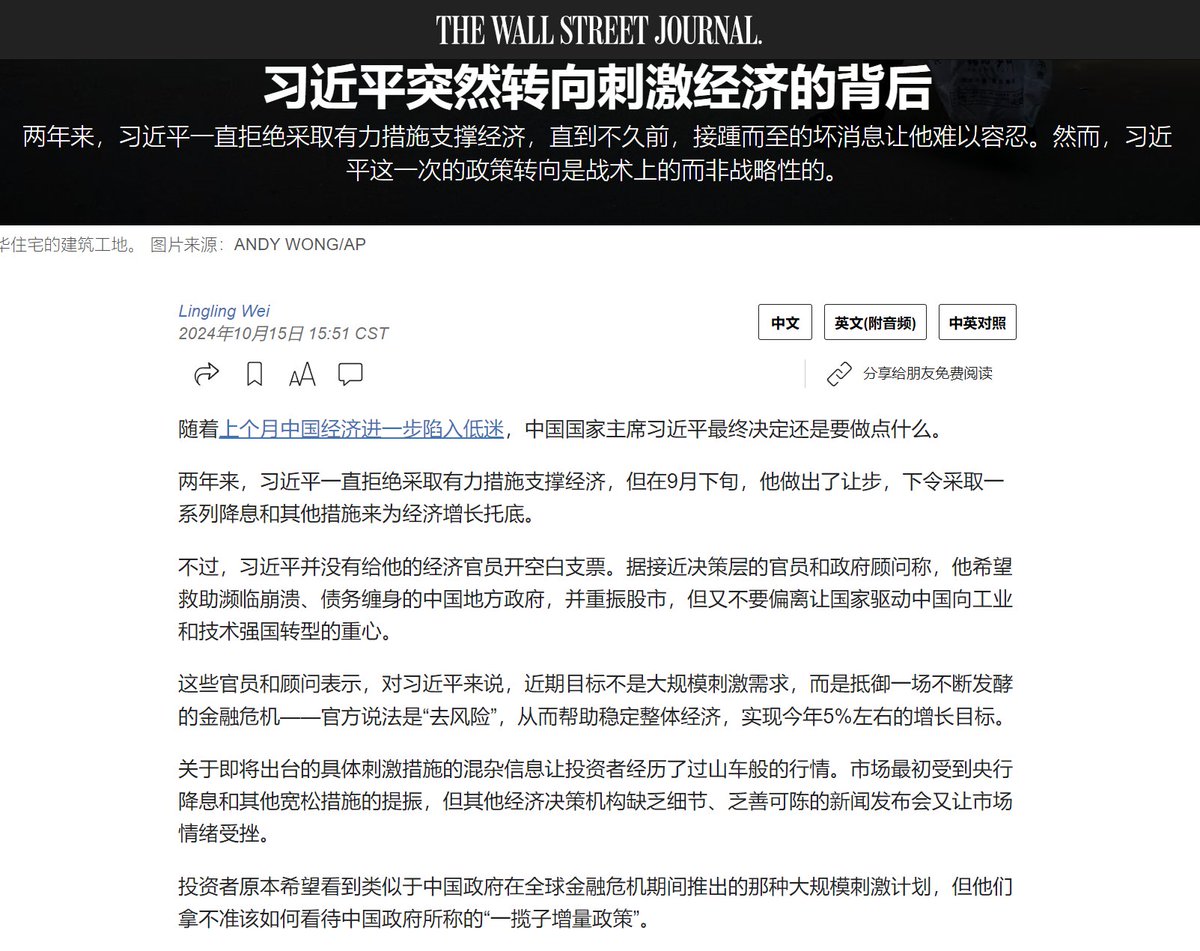 THE WALL STREET JOURNAL.
习近平突然转向刺激经济的背后
两年来，习近平一直拒绝采取有力措施支撑经济，直到不久前，接踵而至的坏消息让他难以容忍。然而，习近
平这一次的政策转向是战术上的而非战略性的。
华住宅的建筑工地。 图片来源：ANDY WONG/AP
Lingling Wei
2024年10月15日 15:51 CST
中文 英文(附音频) 中英对照
AA 分享给朋友免费阅读
随着上个月中国经济进一步陷入低迷，中国国家主席习近平最终决定还是要做点什么。
两年来，习近平一直拒绝采取有力措施支撑经济，但在9月下旬，他做出了让步，下令采取一
系列降息和其他措施来为经济增长托底。
不过，习近平并没有给他的经济官员开空白支票。据接近决策层的官员和政府顾问称，他希望
救助濒临崩溃、债务缠身的中国地方政府，并重振股市，但又不要偏离让国家驱动中国向工业
和技术强国转型的重心。
这些官员和顾问表示，对习近平来说，近期目标不是大规模刺激需求，而是抵御一场不断发酵
的金融危机——官方说法是“去风险”，从而帮助稳定整体经济，实现今年5%左右的增长目标。
关于即将出台的具体刺激措施的混杂信息让投资者经历了过山车般的行情。市场最初受到央行
降息和其他宽松措施的提振，但其他经济决策机构缺乏细节、乏善可陈的新闻发布会又让市场
情绪受挫。
投资者原本希望看到类似于中国政府在全球金融危机期间推出的那种大规模刺激计划，但他们
拿不准该如何看待中国政府所称的“一揽子增量政策”。